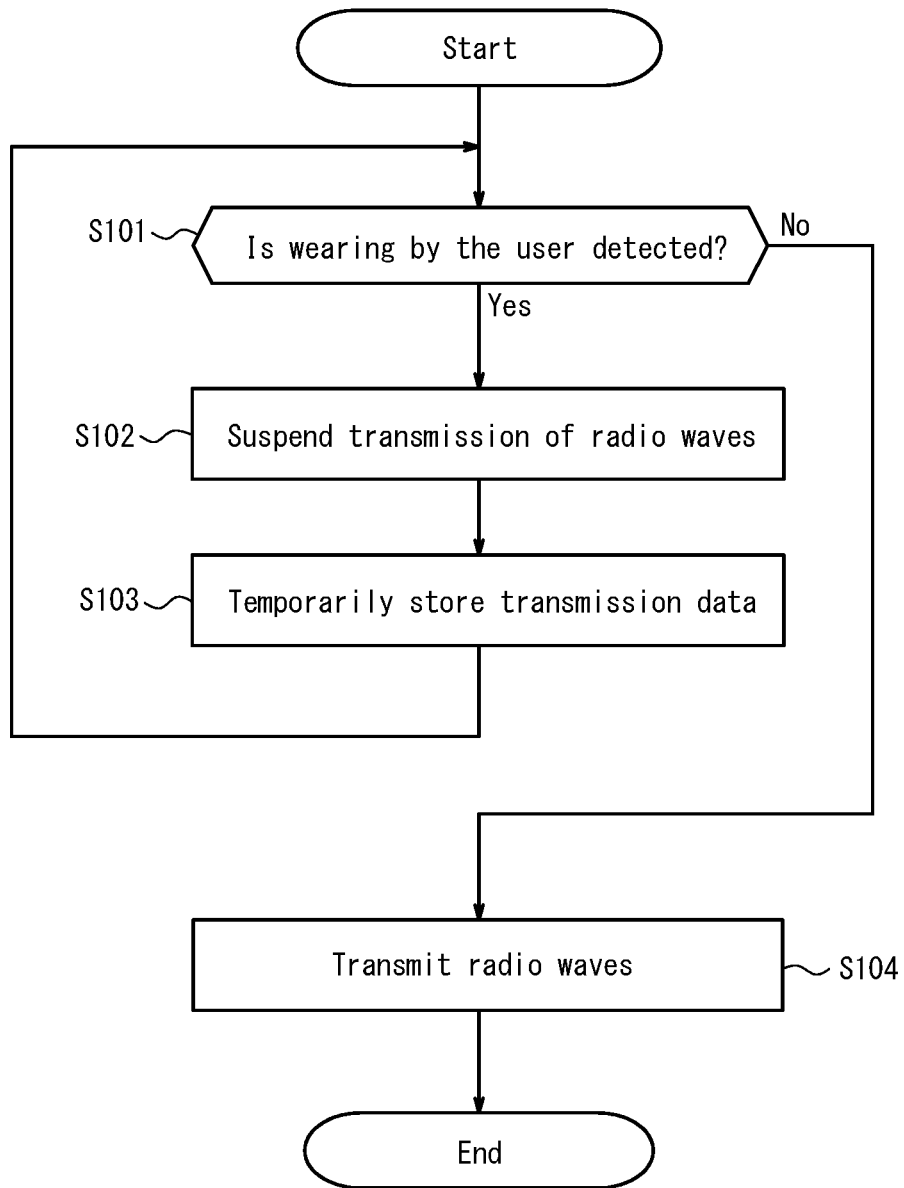 Start
S101
Is wearing by the user detected?
No
Yes
S102
Suspend transmission of radio waves
S103
Temporarily store transmission data
Transmit radio waves
S104
End